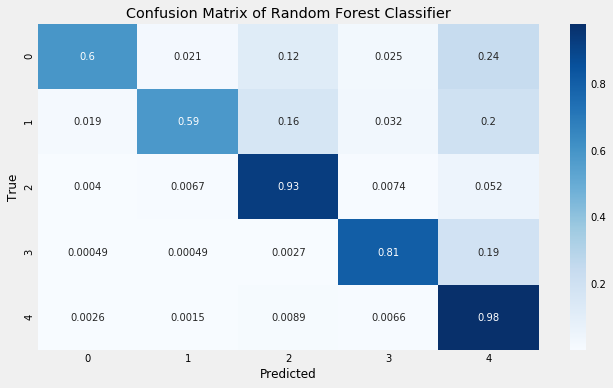 Confusion Matrix of Random Forest Classifier
0 0.6 0.021 0.12 0.025 0.24
1 0.019 0.59 0.16 0.032 0.2
2 0.004 0.0067 0.93 0.0074 0.052
3 0.00049 0.00049 0.0027 0.81 0.19
4 0.0026 0.0015 0.0089 0.0066 0.98
0 1 2 3 4
True
Predicted
0.8
0.6
0.4
0.2